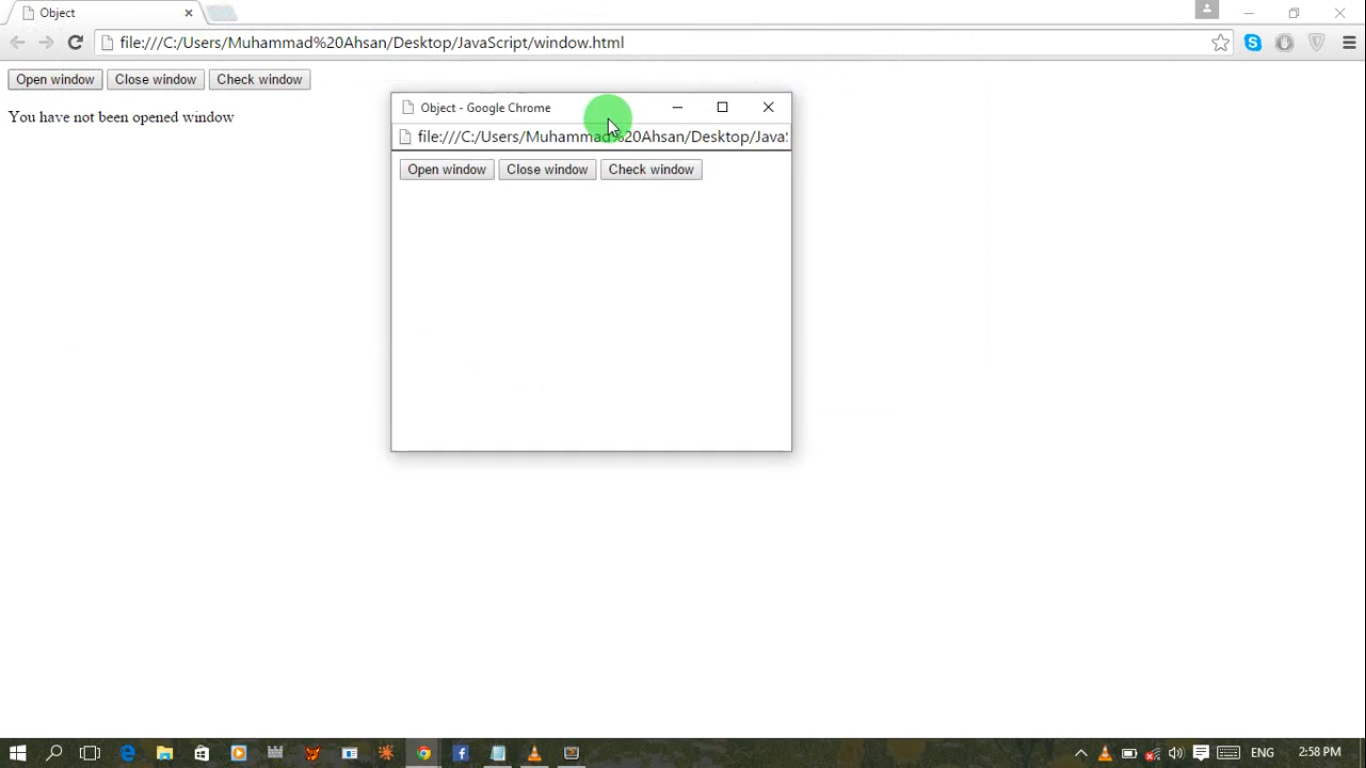 Object
file:///C:/Users/Muhammad%20Ahsan/Desktop/JavaScript/window.html
Open window Close window Check window
You have not been opened window
Object - Google Chrome
file:///C:/Users/Muhammad%20Ahsan/Desktop/Java
Open window Close window Check window
ENG 2:58 PM